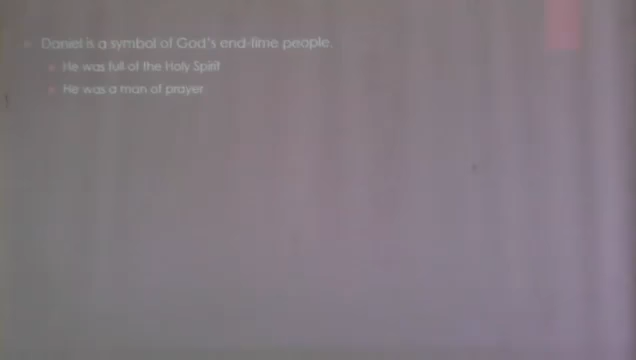 Daniel is a symbol of God's end-time people.
He was full of the Holy Spirit
He was a man of prayer